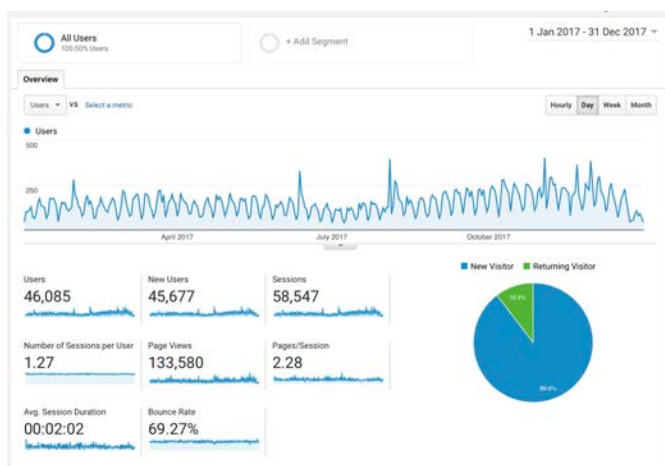 All Users
100.00% Users
+ Add Segment
1 Jan 2017 - 31 Dec 2017
Overview
Users VS Select a metric
Hourly Day Week Month
Users
500
250
April 2017 July 2017 October 2017
New Visitor Returning Visitor
Users New Users Sessions
46,085 45,677 58,547
Number of Sessions per User Page Views Pages/Session
1.27 133,580 2.28
Avg. Session Duration Bounce Rate
00:02:02 69.27%